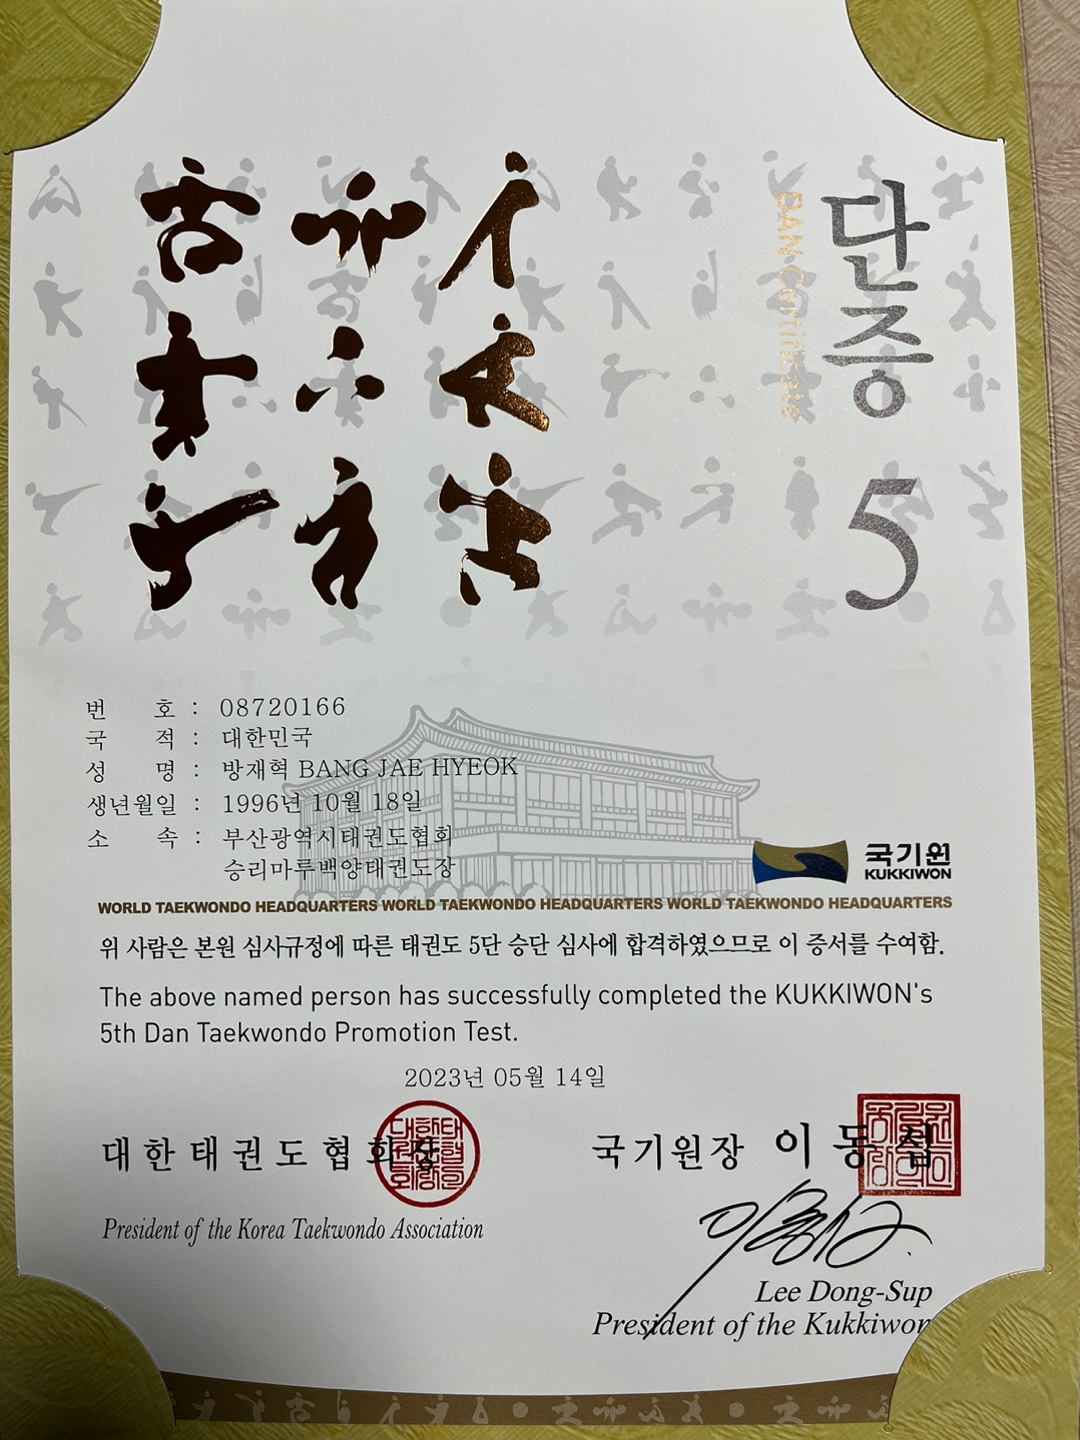 단증
DAN Certificate
5
번 호 : 08720166
국 적 : 대한민국
성 명 : 방재혁 BANG JAE HYEOK
생년월일 : 1996년 10월 18일
소 속 : 부산광역시태권도협회
승리마루백양태권도장
국기원
KUKKIWON
WORLD TAEKWONDO HEADQUARTERS WORLD TAEKWONDO HEADQUARTERS WORLD TAEKWONDO HEADQUARTERS
위 사람은 본원 심사규정에 따른 태권도 5단 승단 심사에 합격하였으므로 이 증서를 수여함.
The above named person has successfully completed the KUKKIWON's
5th Dan Taekwondo Promotion Test.
2023년 05월 14일
대한태권도협회장
국기원장 이동섭
President of the Korea Taekwondo Association
Lee Dong-Sup
President of the Kukkiwon